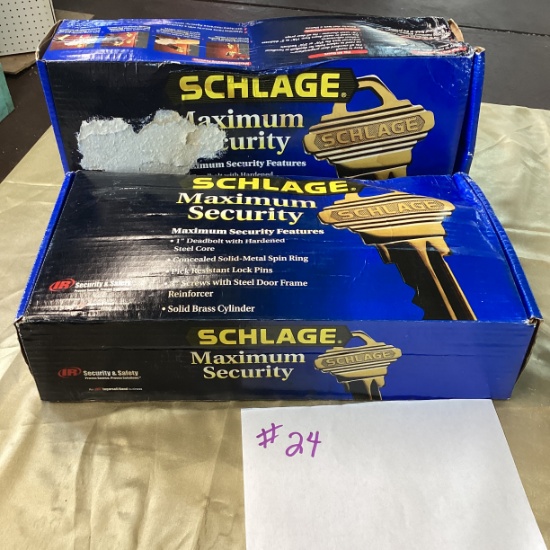 SCHLAGE®
Maximum
Security
Maximum Security Features
SCHLAGE
SCHLAGE®
Maximum
Security
Maximum Security Features
• 1" Deadbolt with Hardened
Steel Core
• Concealed Solid-Metal Spin Ring
• Pick Resistant Lock Pins
Screws with Steel Door Frame
Reinforcer
• Solid Brass Cylinder
SCHLAGE
IR Security & Safety
SCHLAGE®
Maximum
Security
SCHLAGE
IR Security & Safety
# 24